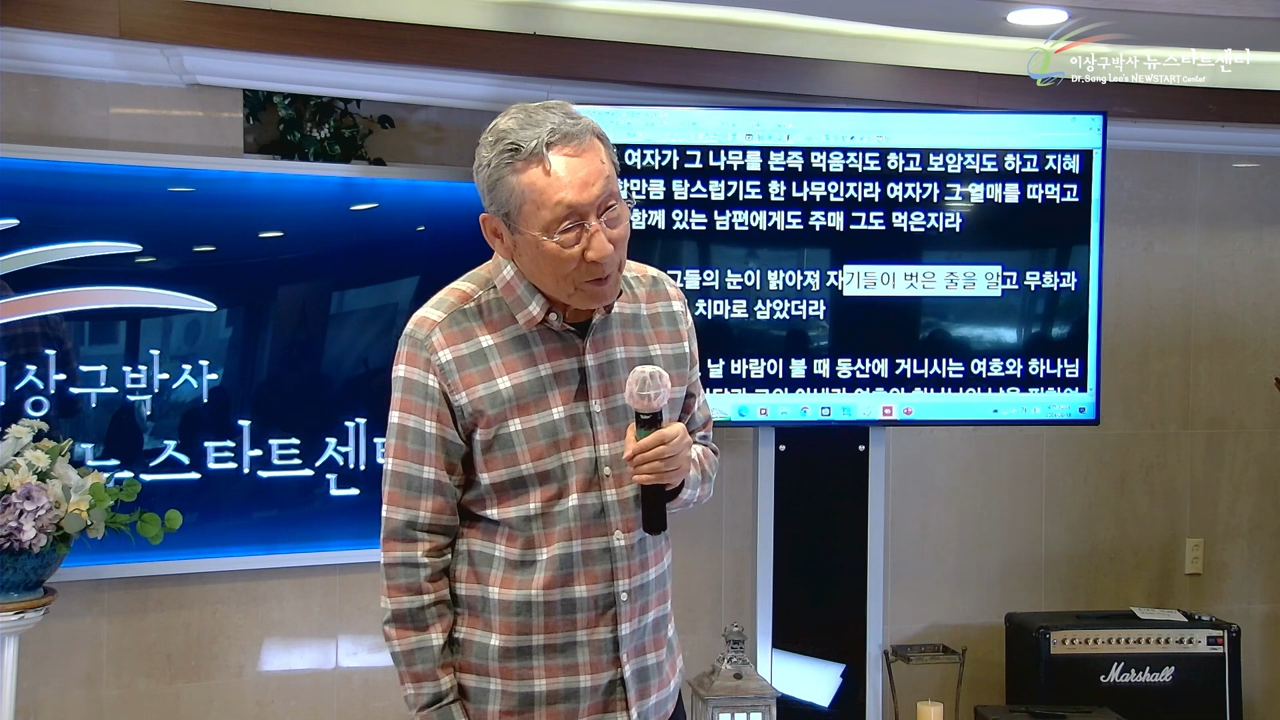 이상구박사 뉴스타트센터
Dr. Sang Lee's NEWSTART Center
여자가 그 나무를 본즉 먹음직도 하고 보암직도 하고 지혜
할만큼 탐스럽기도 한 나무인지라 여자가 그 열매를 따먹고
함께 있는 남편에게도 주매 그도 먹은지라
그들의 눈이 밝아져 자기들이 벗은 줄을 알고 무화과
치마로 삼았더라
날 바람이 불 때 동산에 거니시는 여호와 하나님
이상구박사
뉴스타트센터
Marshall